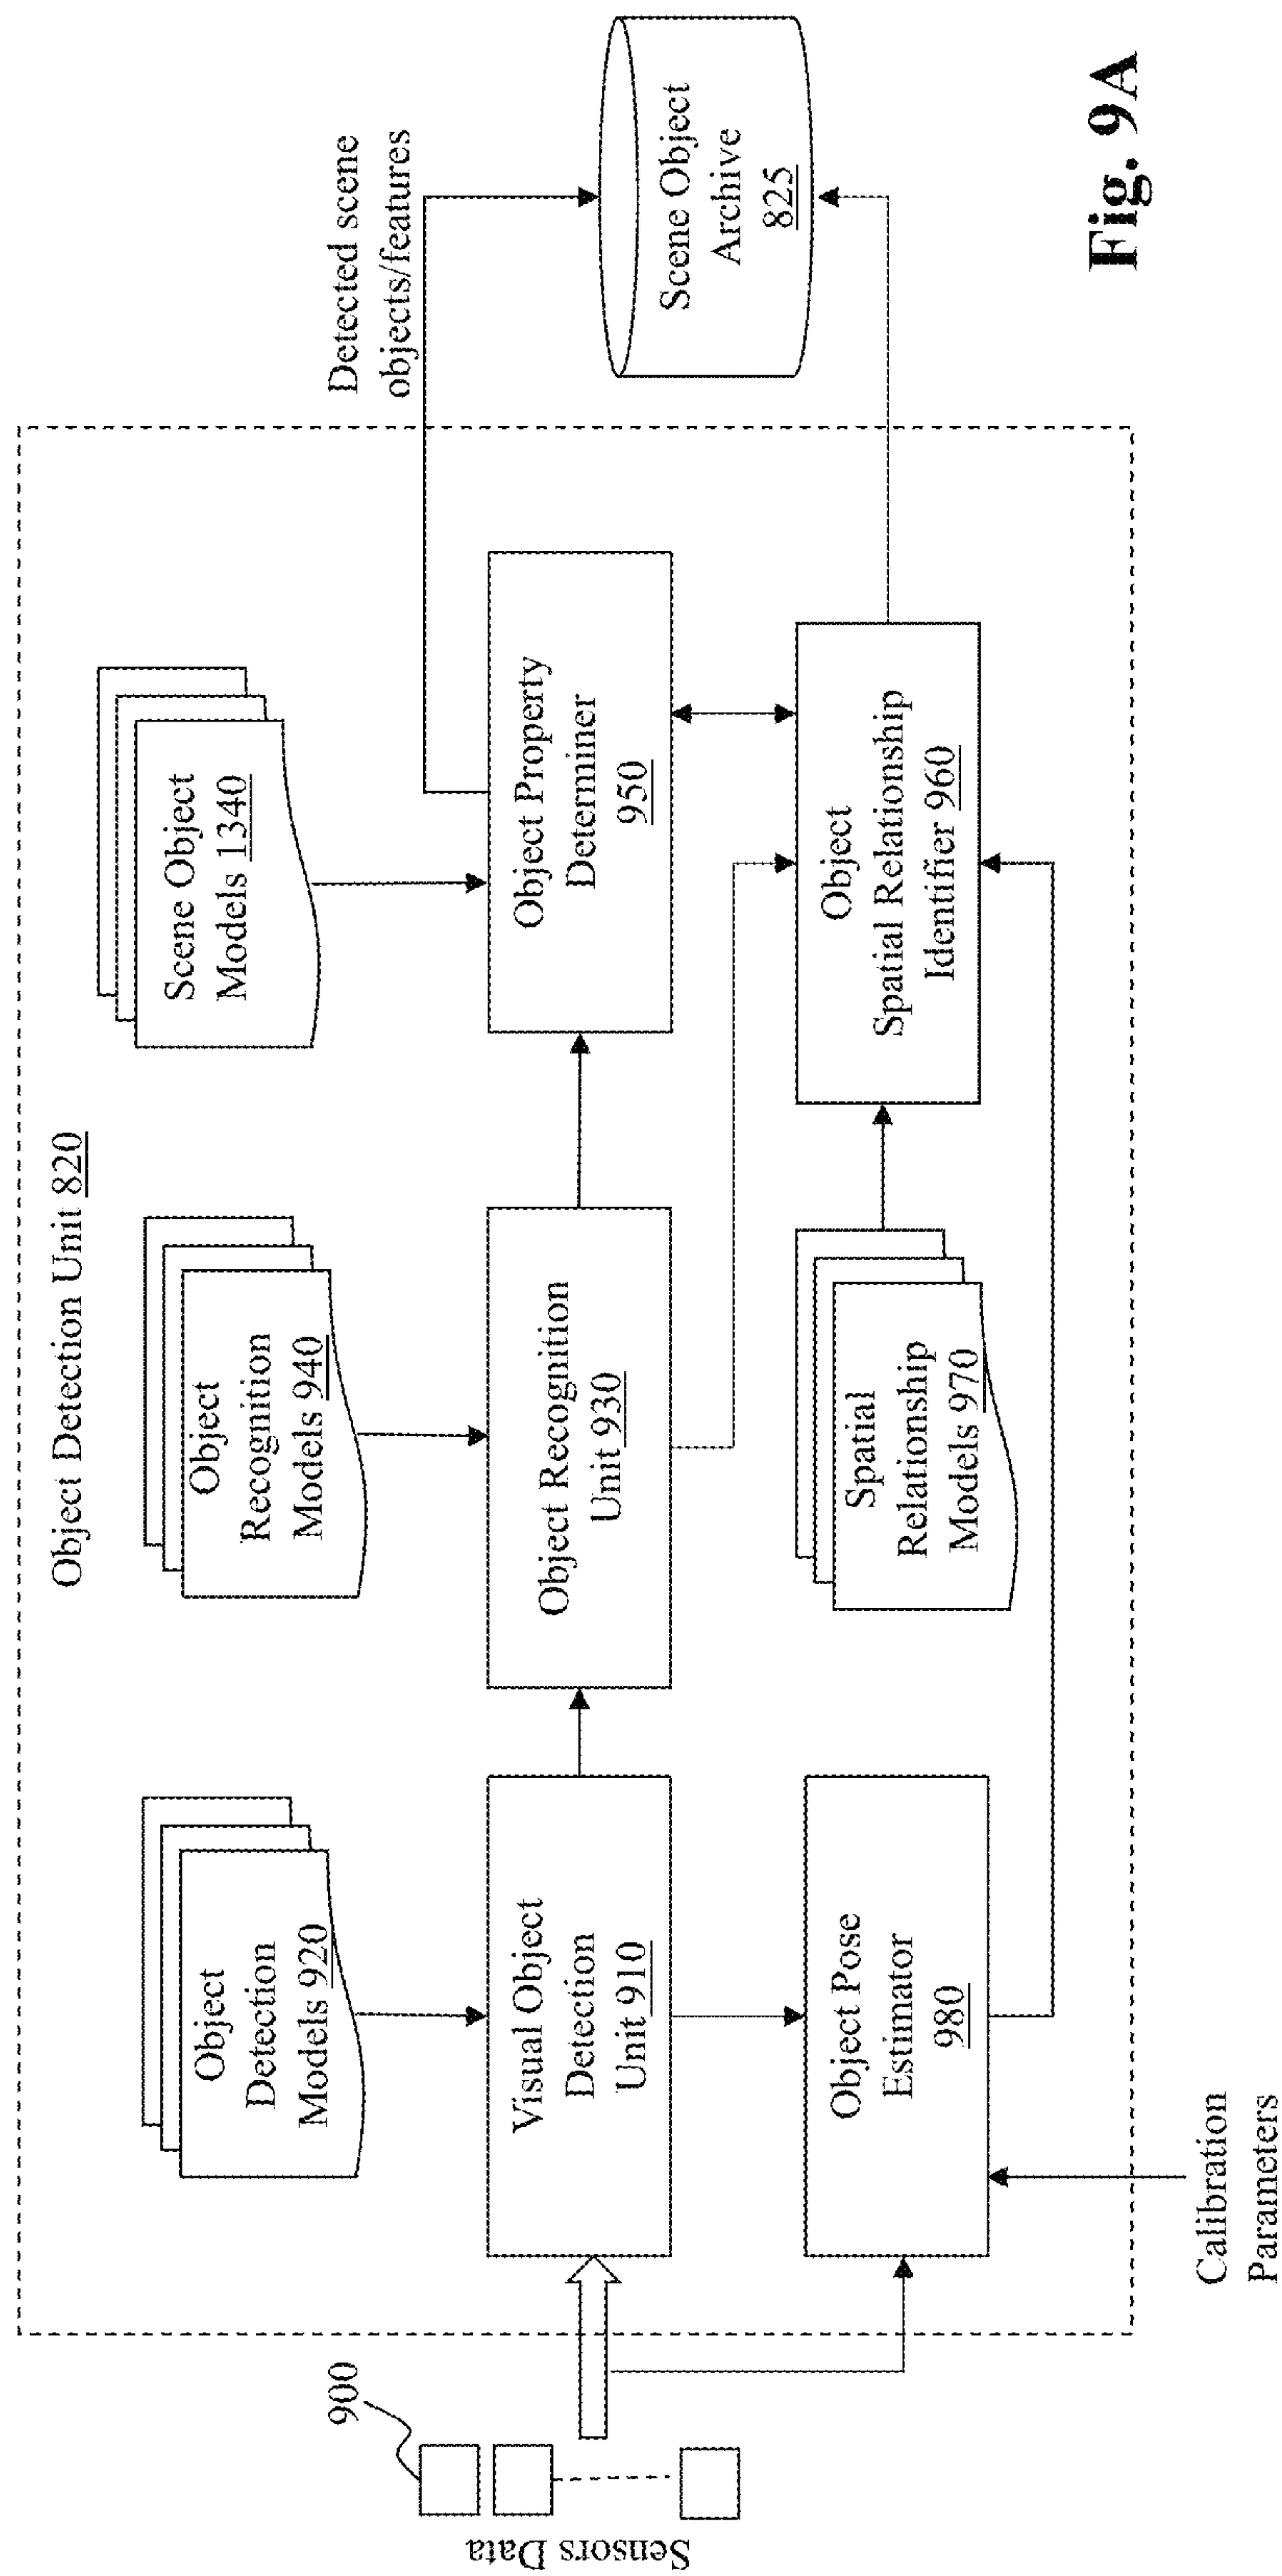 Object Detection Unit 820
Object
Detection
Models 920
Object
Recognition
Models 940
Scene Object
Models 1340
Detected scene
objects/features
900
Sensors Data
Visual Object
Detection
Unit 910
Object Recognition
Unit 930
Object Property
Determiner
950
Scene Object
Archive
825
Object Pose
Estimator
980
Spatial
Relationship
Models 970
Object
Spatial Relationship
Identifier 960
Calibration
Parameters
Fig. 9A